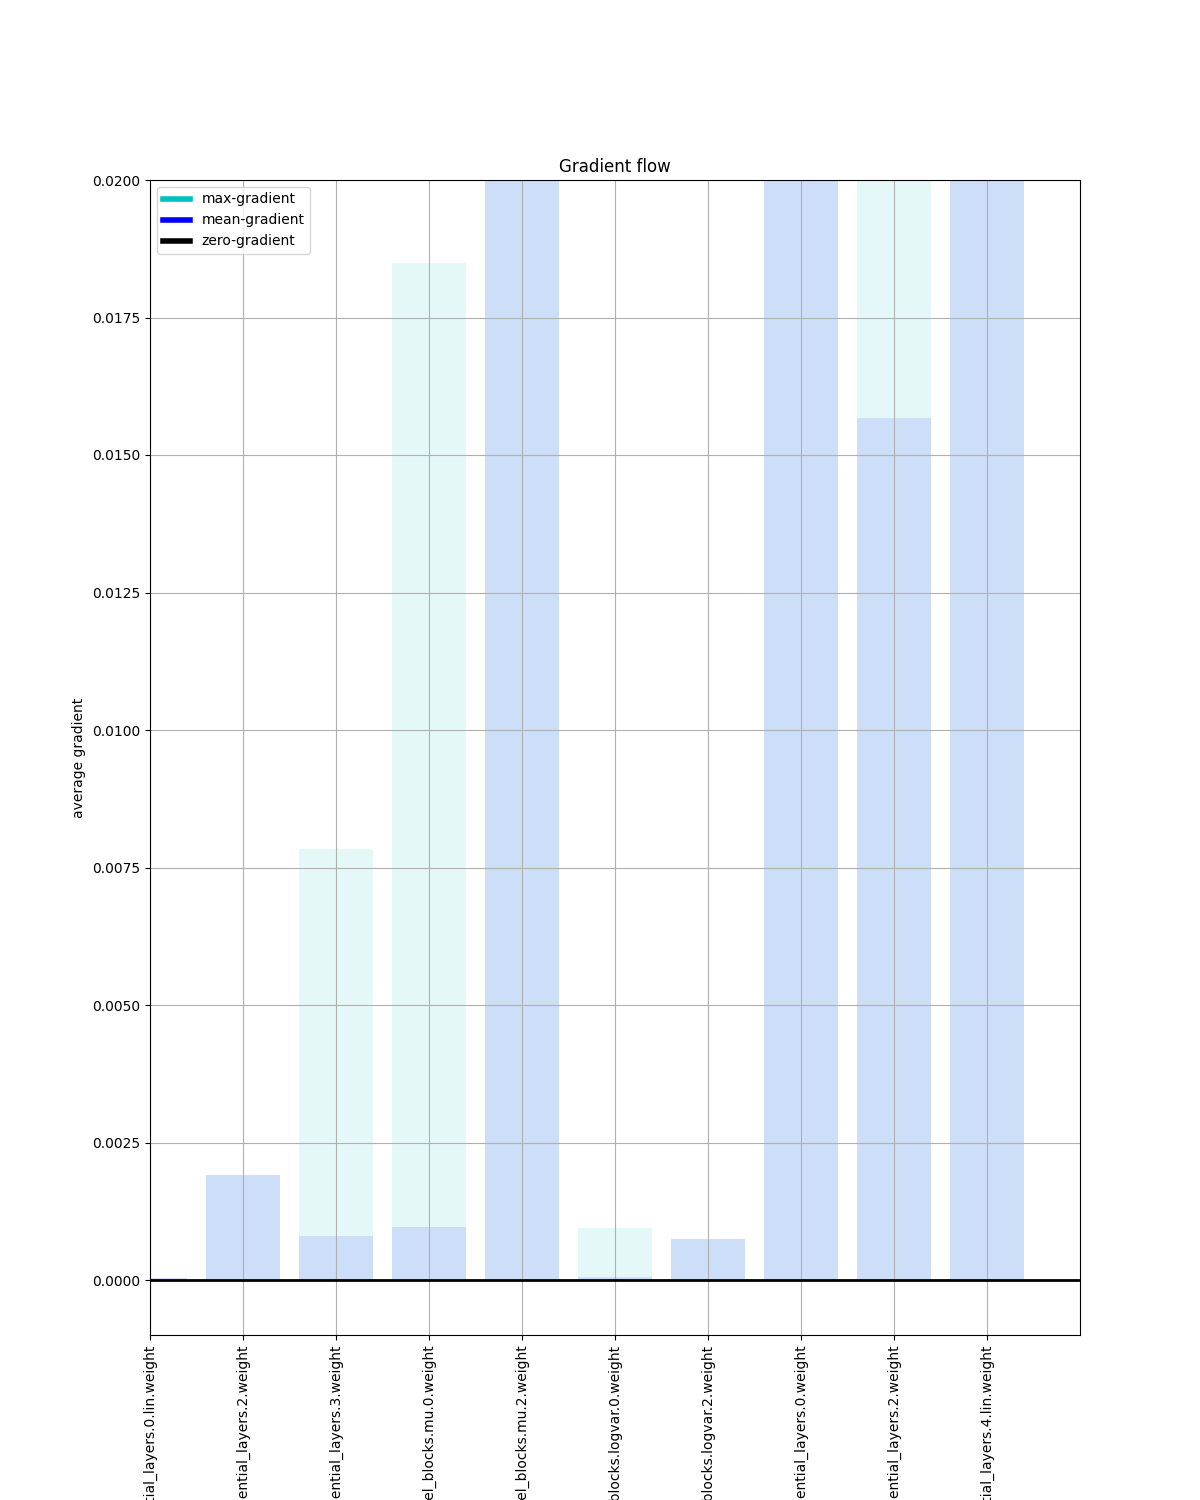 Gradient flow
max-gradient
mean-gradient
zero-gradient
0.0200
0.0175
0.0150
0.0125
0.0100
0.0075
0.0050
0.0025
0.0000
average gradient
tial_layers.0.lin.weight
ential_layers.2.weight
ential_layers.3.weight
el_blocks.mu.0.weight
el_blocks.mu.2.weight
blocks.logvar.0.weight
blocks.logvar.2.weight
ential_layers.0.weight
ential_layers.2.weight
tial_layers.4.lin.weight